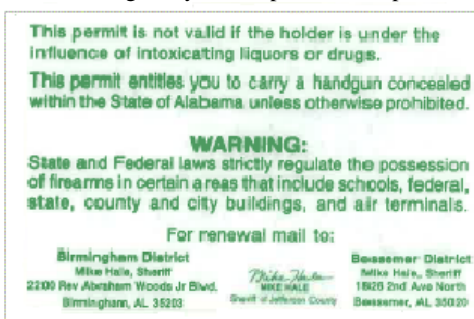 This permit is not valid if the holder is under the
influence of intoxicating liquors or drugs.
This permit entitles you to carry a handgun concealed
within the State of Alabama unless otherwise prohibited.
WARNING:
State and Federal laws strictly regulate the possession
of firearms in certain areas that include schools, federal,
state, county and city buildings, and air terminals.
For renewal mail to:
Birmingham District
Mike Hale, Sheriff
2200 Rev Abraham Woods Jr Blvd.
Birmingham, AL 35203
Mike Hale
MIKE HALE
Sheriff of Jefferson County
Bessemer District
Mike Hale, Sheriff
2nd Ave North
Bessemer, AL 35020